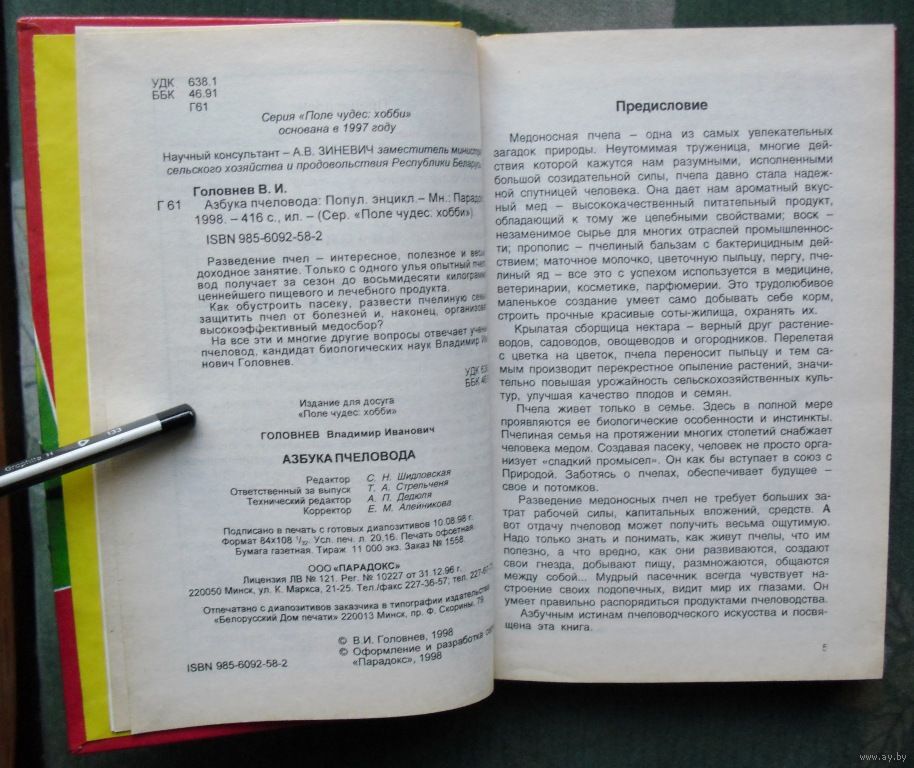 УДК 638.1
ББК 46.91
Г61
Серия «Поле чудес: хобби»
основана в 1997 году
Научный консультант – А.В. ЗИНЕВИЧ заместитель министра
сельского хозяйства и продовольствия Республики Беларусь
Головнев В. И.
Г 61 Азбука пчеловода: Попул. энцикл.– Мн.: Парадокс
1998. – 416 с., ил. – (Сер. «Поле чудес: хобби»).
ISBN 985-6092-58-2
Разведение пчел – интересное, полезное и весьма
доходное занятие. Только с одного улья опытный пчело-
вод получает за сезон до восьмидесяти килограмм
ценнейшего пищевого и лечебного продукта.
Как обустроить пасеку, развести пчелиную семью
защитить пчел от болезней и, наконец, организовать
высокоэффективный медосбор?
На все эти и многие другие вопросы отвечает ученый
пчеловод, кандидат биологических наук Владимир Ива-
нович Головнев.
УДК 638
ББК 46.
Издание для досуга
«Поле чудес: хобби»
ГОЛОВНЕВ Владимир Иванович
АЗБУКА ПЧЕЛОВОДА
Редактор С. Н. Шидловская
Ответственный за выпуск Т. А. Стрельченя
Технический редактор А. П. Дедюля
Корректор Е. М. Алейникова
Подписано в печать с готовых диапозитивов 10.08.98 г.
Формат 84х108 1/32. Усл. печ. л. 20,16. Печать офсетная.
Бумага газетная. Тираж 11 000 экз. Заказ № 1558.
ООО «ПАРАДОКС»
Лицензия ЛВ № 121. Рег. № 10227 от 31.12.96 г.
220050 Минск, ул. К. Маркса, 21-25. Тел./факс 227-36-57; тел. 227-67-
Отпечатано с диапозитивов заказчика в типографии издательства
«Белорусский Дом печати» 220013 Минск, пр. Ф. Скорины, 79.
© В.И. Головнев, 1998
© Оформление и разработка серии
«Парадокс», 1998
ISBN 985-6092-58-2
Graphite H 133
Предисловие
Медоносная пчела – одна из самых увлекательных
загадок природы. Неутомимая труженица, многие дей-
ствия которой кажутся нам разумными, исполненными
большой созидательной силы, пчела давно стала надеж-
ной спутницей человека. Она дает нам ароматный вкус-
ный мед – высококачественный питательный продукт,
обладающий к тому же целебными свойствами; воск –
незаменимое сырье для многих отраслей промышленнос-
ти; прополис – пчелиный бальзам с бактерицидным дей-
ствием; маточное молочко, цветочную пыльцу, пергу, пче-
линый яд – все это с успехом используется в медицине,
ветеринарии, косметике, парфюмерии. Это трудолюбивое
маленькое создание умеет само добывать себе корм,
строить прочные красивые соты-жилища, охранять их.
Крылатая сборщица нектара – верный друг растение-
водов, садоводов, овощеводов и огородников. Перелетая
с цветка на цветок, пчела переносит пыльцу и тем са-
мым производит перекрестное опыление растений, значи-
тельно повышая урожайность сельскохозяйственных куль-
тур, улучшая качество плодов и семян.
Пчела живет только в семье. Здесь в полной мере
проявляются ее биологические особенности и инстинкты.
Пчелиная семья на протяжении многих столетий снабжает
человека медом. Создавая пасеку, человек не просто орга-
низует «сладкий промысел». Он как бы вступает в союз с
Природой. Заботясь о пчелах, обеспечивает будущее –
свое и потомков.
Разведение медоносных пчел не требует больших за-
трат рабочей силы, капитальных вложений, средств. А
вот отдачу пчеловод может получить весьма ощутимую.
Надо только знать и понимать, как живут пчелы, что им
полезно, а что вредно, как они развиваются, создают
свои гнезда, добывают пищу, размножаются, общаются
между собой... Мудрый пасечник всегда чувствует на-
строение своих подопечных, видит мир их глазами. Он
умеет правильно распорядиться продуктами пчеловодства.
Азбучным истинам пчеловодческого искусства и посвя-
щена эта книга.
5
www.ay.by